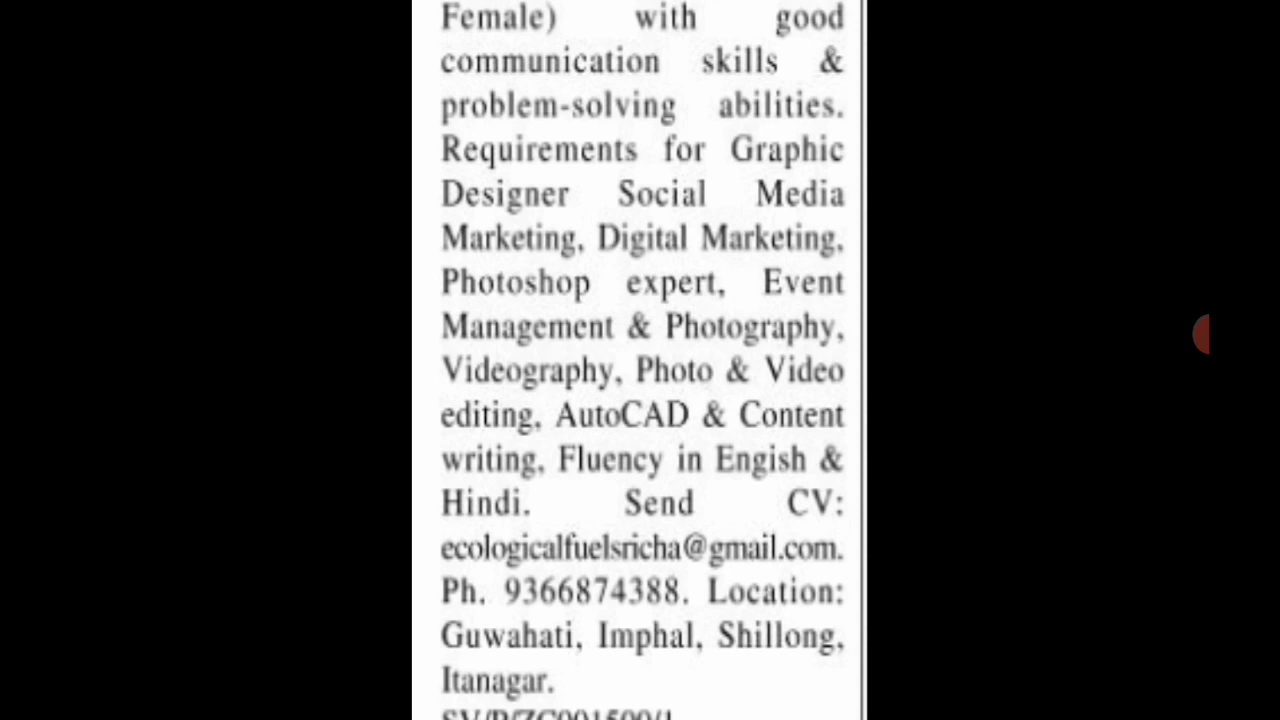 Female) with good
communication skills &
problem-solving abilities.
Requirements for Graphic
Designer Social Media
Marketing, Digital Marketing,
Photoshop expert, Event
Management & Photography,
Videography, Photo & Video
editing, AutoCAD & Content
writing, Fluency in Engish &
Hindi. Send CV:
ecologicalfuelsricha@gmail.com.
Ph. 9366874388. Location:
Guwahati, Imphal, Shillong,
Itanagar.